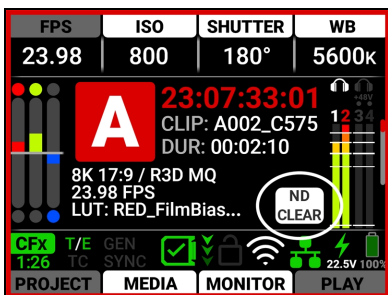 FPS ISO SHUTTER WB
23.98 800 180° 5600K
A
23:07:33:01
CLIP: A002_C575
DUR: 00:02:10
+48V
1 2 3 4
8K 17:9 / R3D MQ
23.98 FPS
LUT: RED_FilmBias...
ND
CLEAR
CFx T/E GEN
1:26 TC SYNC
22.5V 100%
PROJECT MEDIA MONITOR PLAY